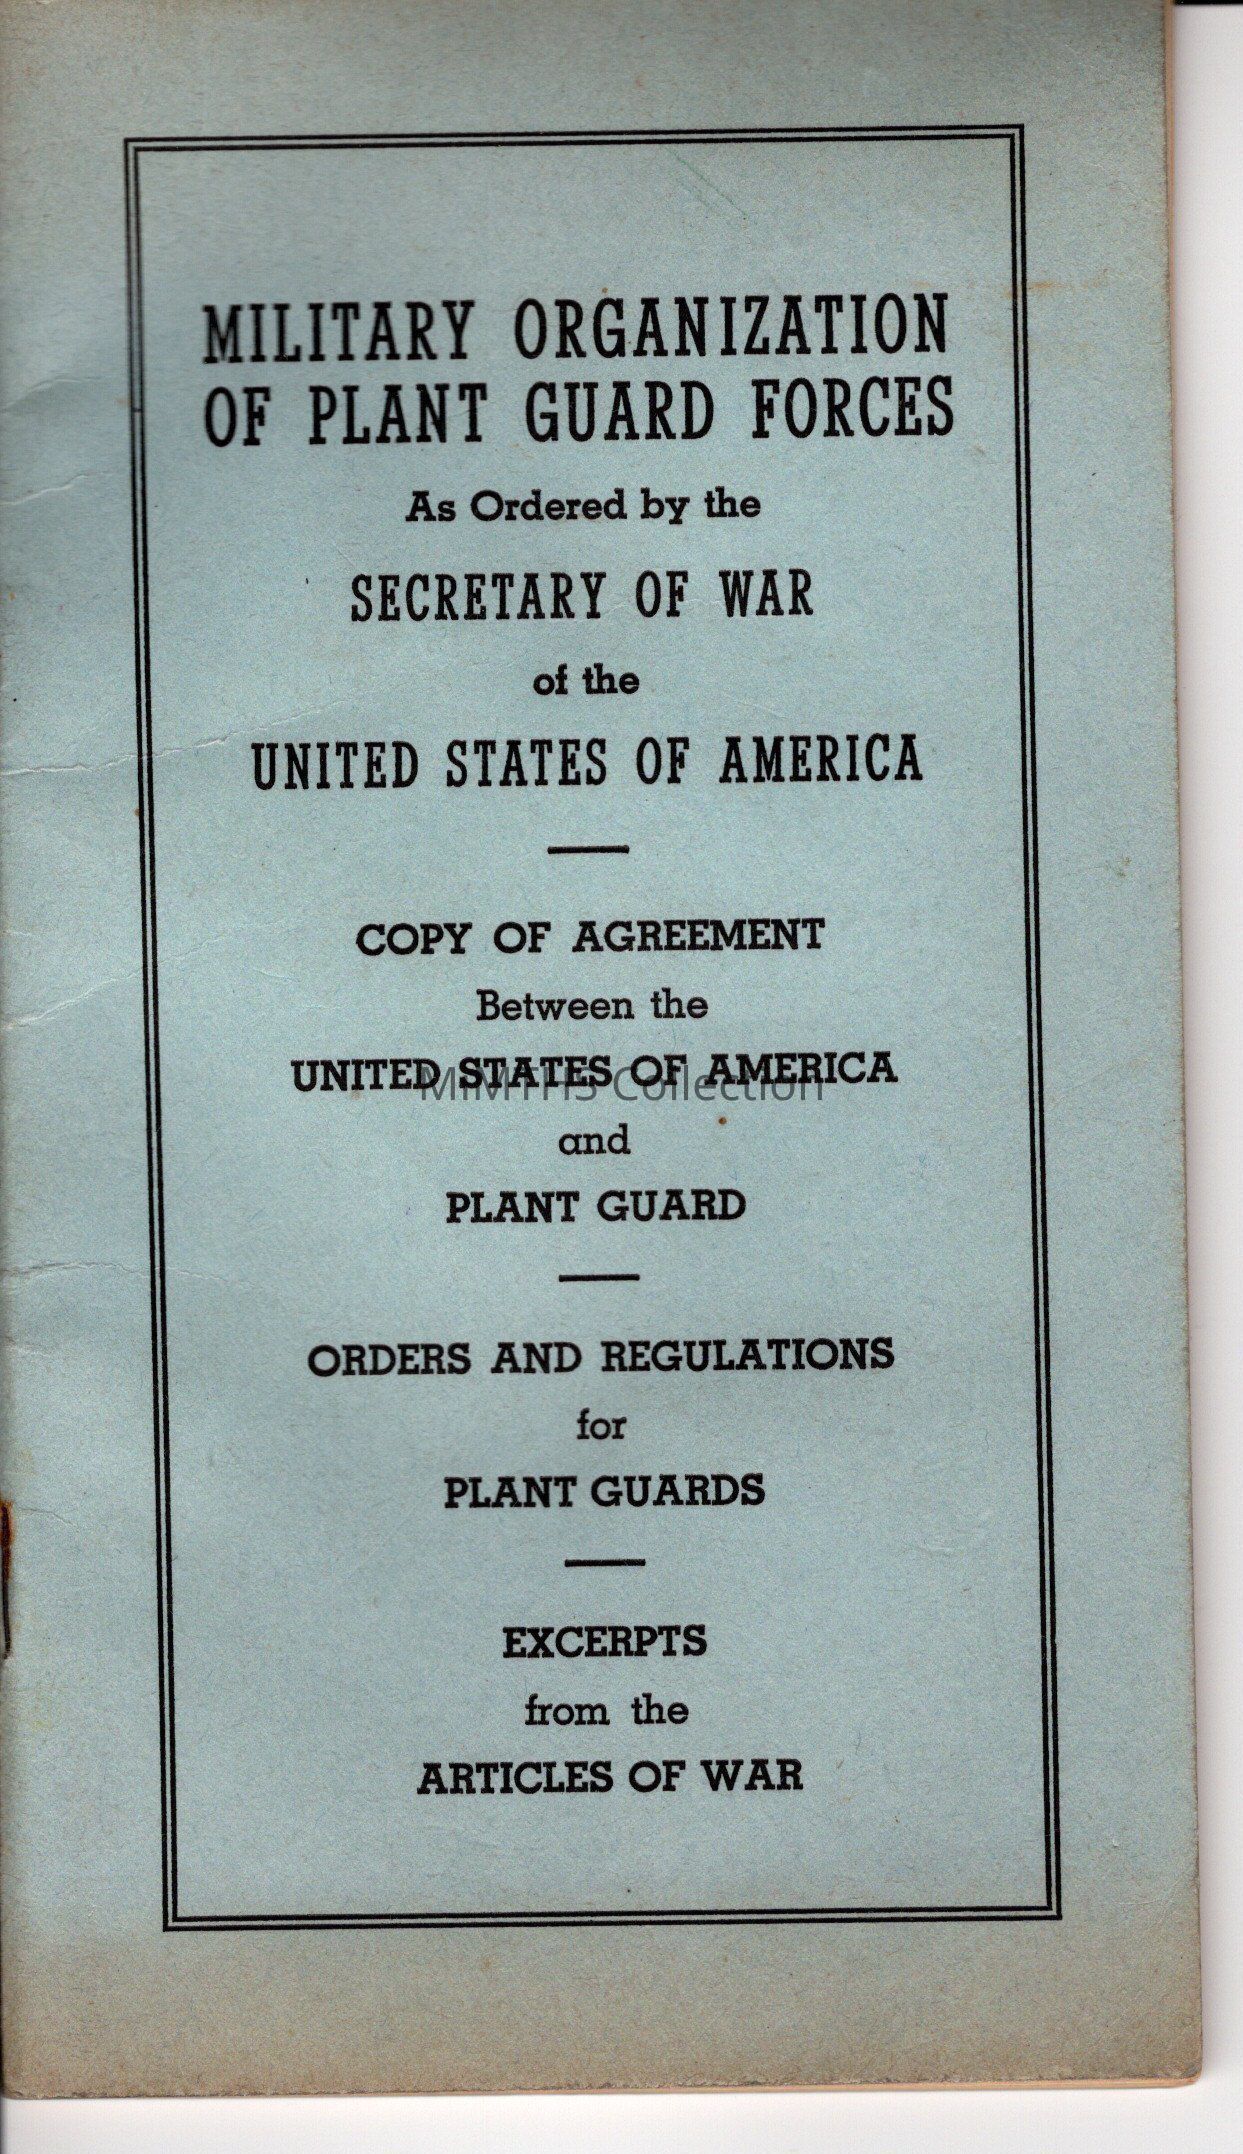 MILITARY ORGANIZATION
OF PLANT GUARD FORCES
As Ordered by the
SECRETARY OF WAR
of the
UNITED STATES OF AMERICA
COPY OF AGREEMENT
Between the
UNITED STATES OF AMERICA
MiMTHS Collection
and
PLANT GUARD
ORDERS AND REGULATIONS
for
PLANT GUARDS
EXCERPTS
from the
ARTICLES OF WAR